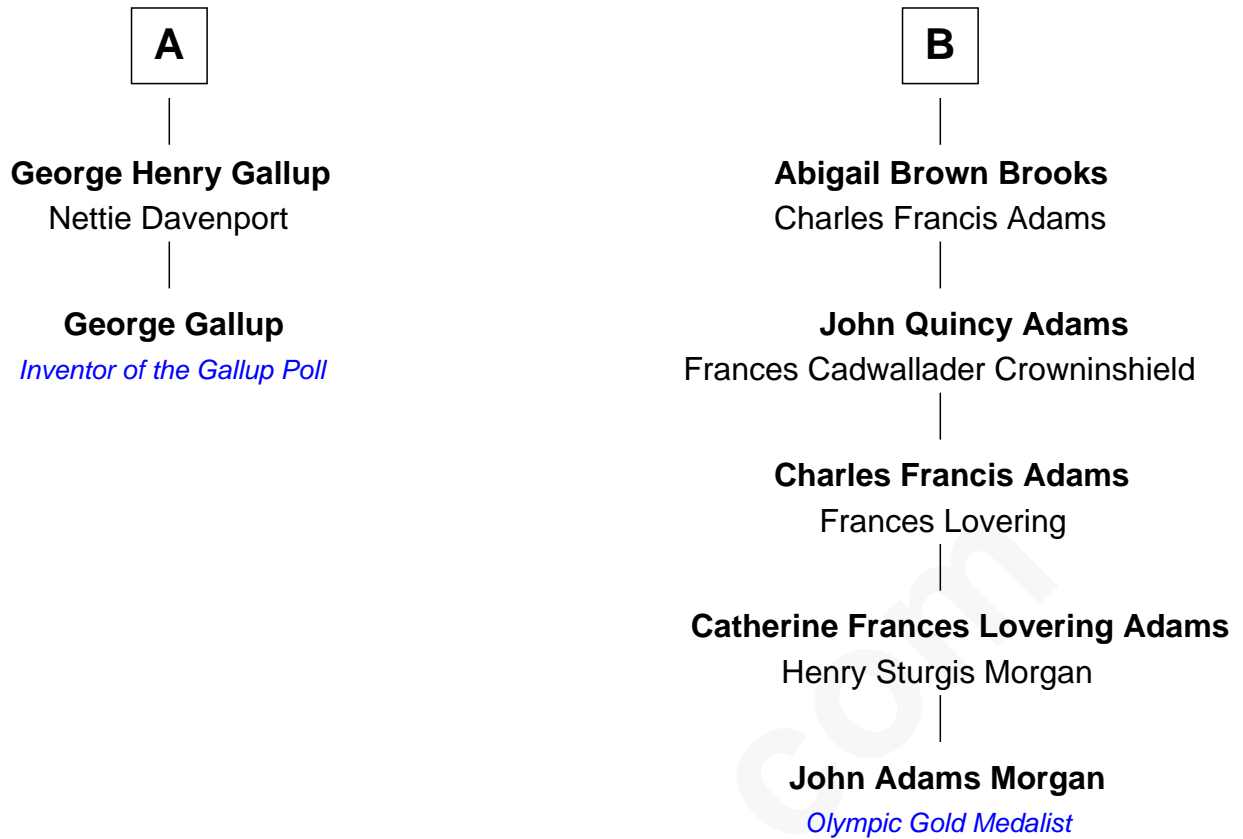 A
George Henry Gallup
Nettie Davenport
George Gallup
Inventor of the Gallup Poll
B
Abigail Brown Brooks
Charles Francis Adams
John Quincy Adams
Frances Cadwallader Crowninshield
Charles Francis Adams
Frances Lovering
Catherine Frances Lovering Adams
Henry Sturgis Morgan
John Adams Morgan
Olympic Gold Medalist
com